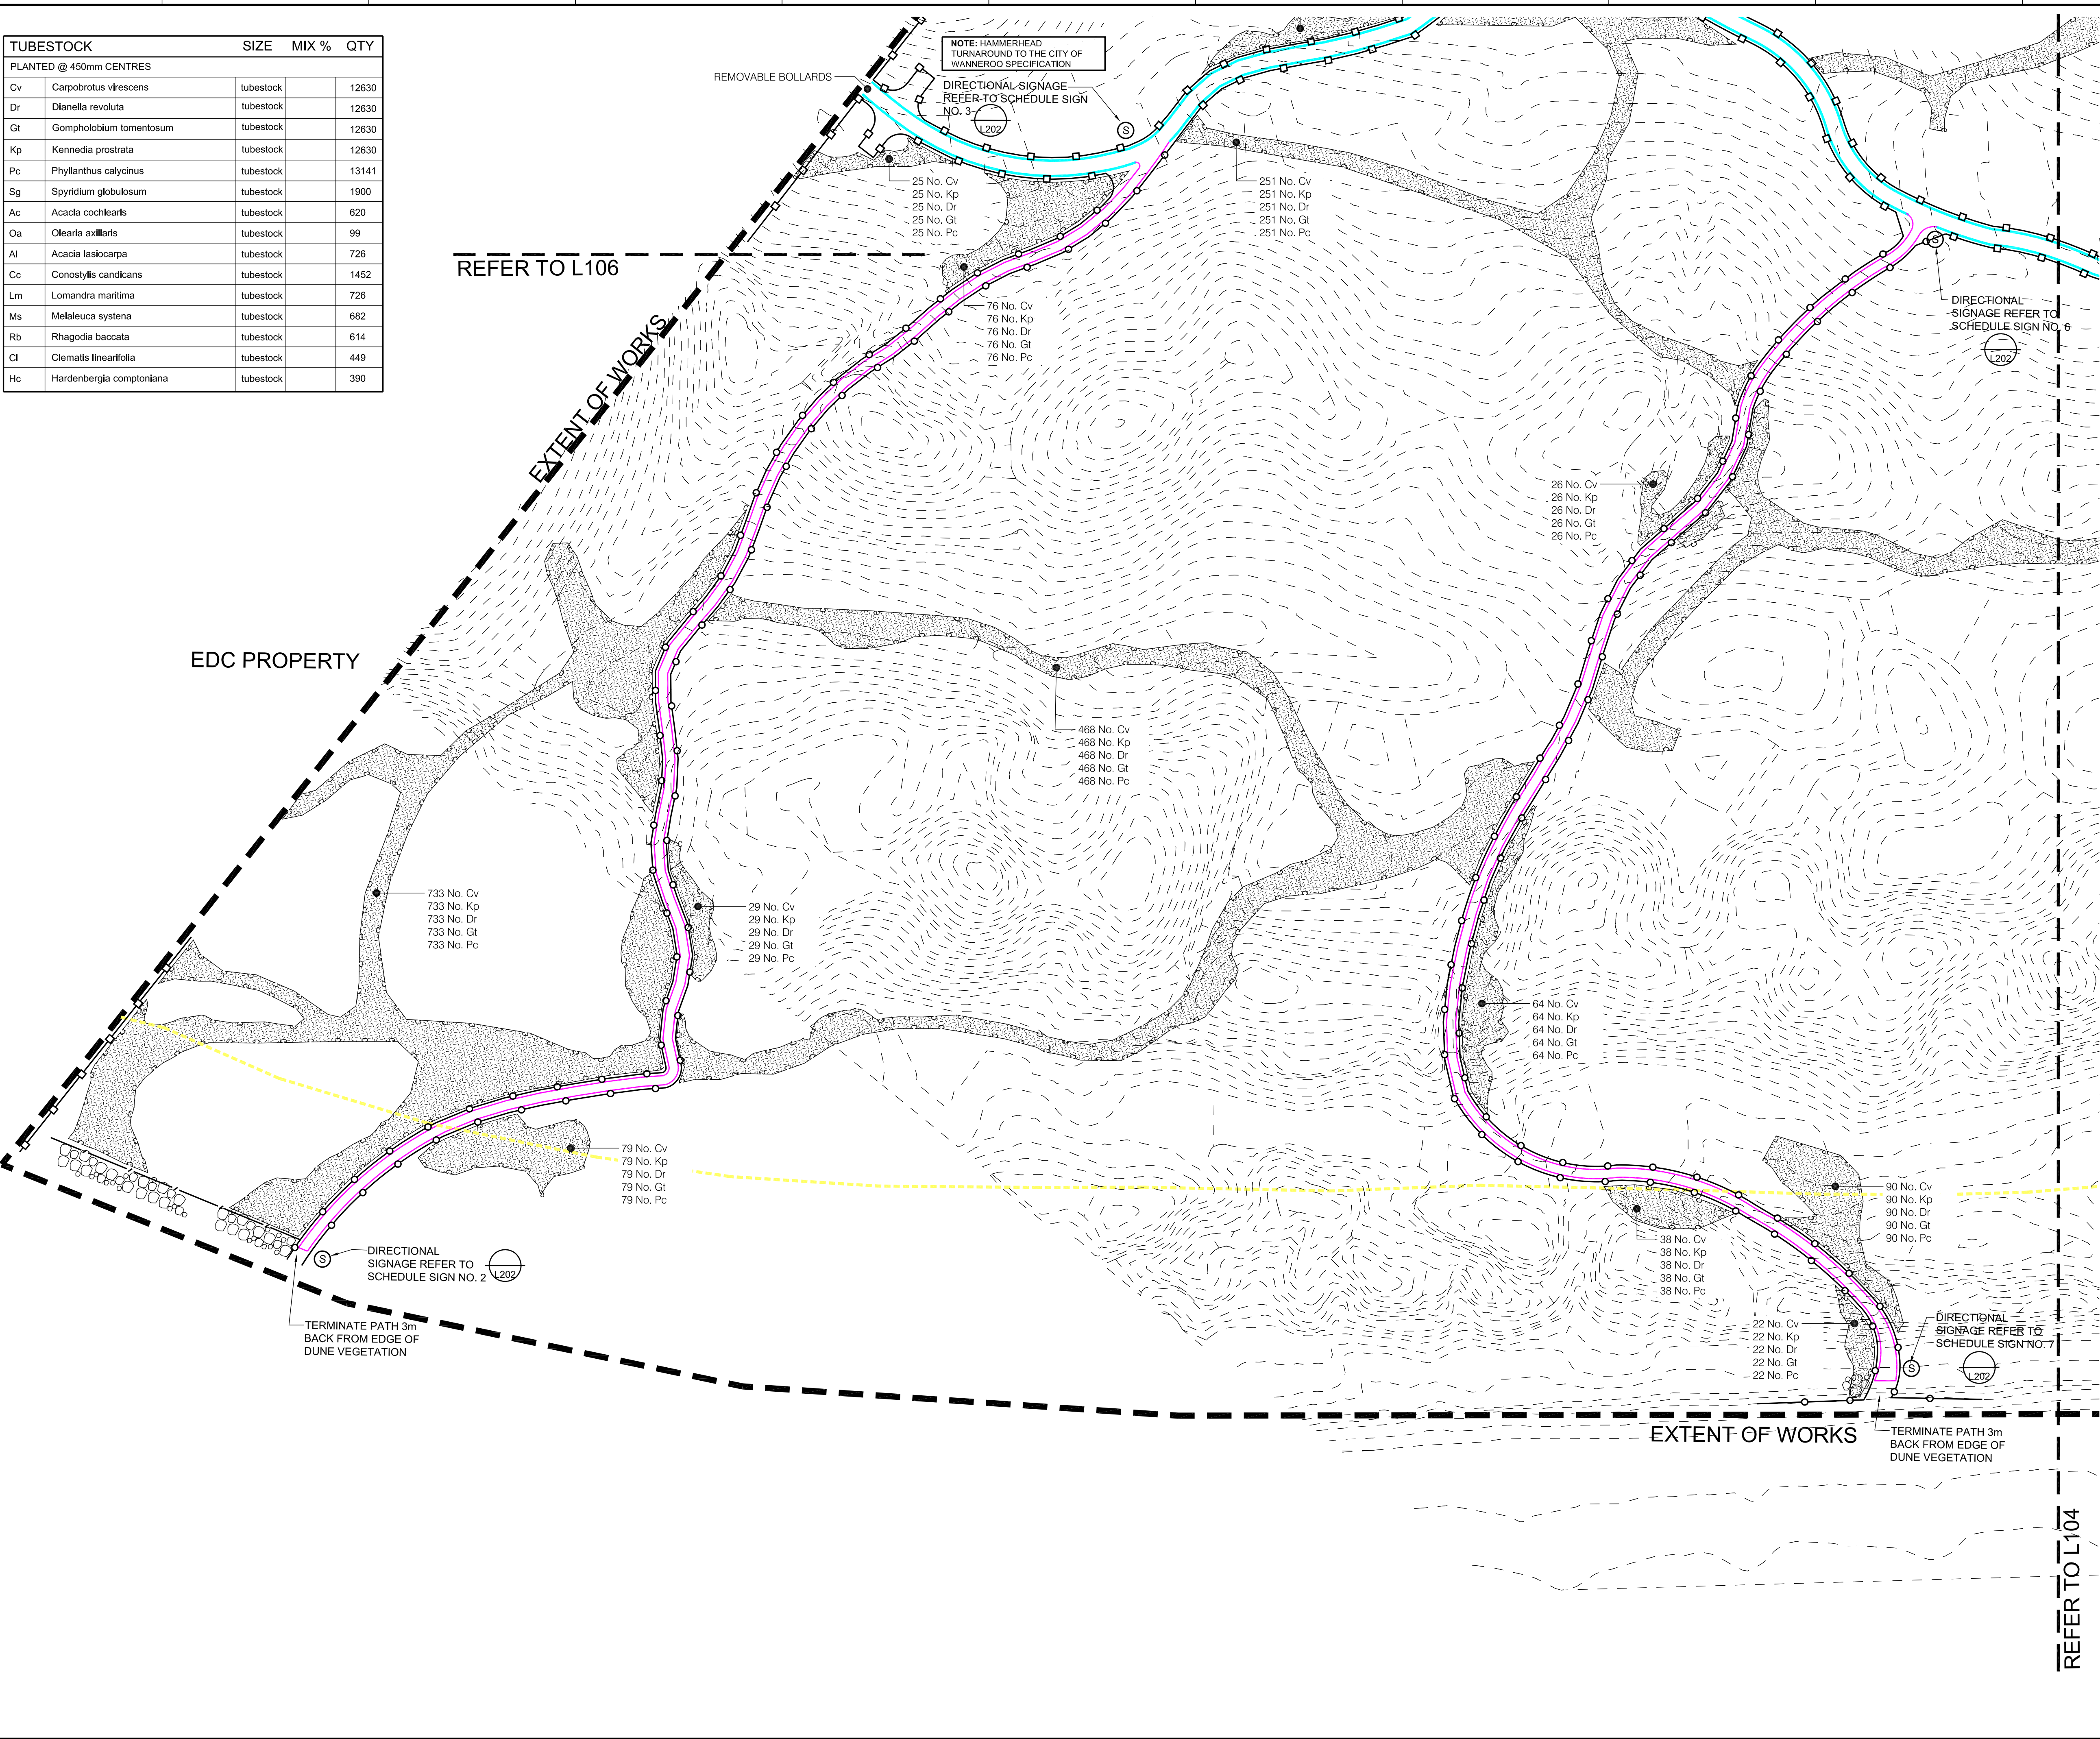 TUBESTOCK SIZE MIX % QTY
PLANTED @ 450mm CENTRES
Cv Carpobrotus virescens tubestock 12630
Dr Dianella revoluta tubestock 12630
Gt Gompholobium tomentosum tubestock 12630
Kp Kennedia prostrata tubestock 12630
Pc Phyllanthus calycinus tubestock 13141
Sg Spyridium globulosum tubestock 1900
Ac Acacia cochlearis tubestock 620
Oa Olearia axillaris tubestock 99
Al Acacia lasiocarpa tubestock 726
Cc Conostylis candicans tubestock 1452
Lm Lomandra maritima tubestock 726
Ms Melaleuca systena tubestock 682
Rb Rhagodia baccata tubestock 614
Cl Clematis linearifolia tubestock 449
Hc Hardenbergia comptoniana tubestock 390
NOTE: HAMMERHEAD
TURNAROUND TO THE CITY OF
WANNEROO SPECIFICATION
REMOVABLE BOLLARDS
DIRECTIONAL SIGNAGE
REFER TO SCHEDULE SIGN
NO. 3
L202
S
25 No. Cv
25 No. Kp
25 No. Dr
25 No. Gt
25 No. Pc
251 No. Cv
251 No. Kp
251 No. Dr
251 No. Gt
251 No. Pc
REFER TO L106
S
DIRECTIONAL
SIGNAGE REFER TO
SCHEDULE SIGN NO. 6
L202
76 No. Cv
76 No. Kp
76 No. Dr
76 No. Gt
76 No. Pc
EXTENT OF WORKS
26 No. Cv
26 No. Kp
26 No. Dr
26 No. Gt
26 No. Pc
EDC PROPERTY
468 No. Cv
468 No. Kp
468 No. Dr
468 No. Gt
468 No. Pc
733 No. Cv
733 No. Kp
733 No. Dr
733 No. Gt
733 No. Pc
29 No. Cv
29 No. Kp
29 No. Dr
29 No. Gt
29 No. Pc
64 No. Cv
64 No. Kp
64 No. Dr
64 No. Gt
64 No. Pc
79 No. Cv
79 No. Kp
79 No. Dr
79 No. Gt
79 No. Pc
90 No. Cv
90 No. Kp
90 No. Dr
90 No. Gt
90 No. Pc
38 No. Cv
38 No. Kp
38 No. Dr
38 No. Gt
38 No. Pc
S
DIRECTIONAL
SIGNAGE REFER TO
SCHEDULE SIGN NO. 2
L202
TERMINATE PATH 3m
BACK FROM EDGE OF
DUNE VEGETATION
22 No. Cv
22 No. Kp
22 No. Dr
22 No. Gt
22 No. Pc
DIRECTIONAL
SIGNAGE REFER TO
SCHEDULE SIGN NO. 7
S
L202
EXTENT OF WORKS
TERMINATE PATH 3m
BACK FROM EDGE OF
DUNE VEGETATION
REFER TO L104